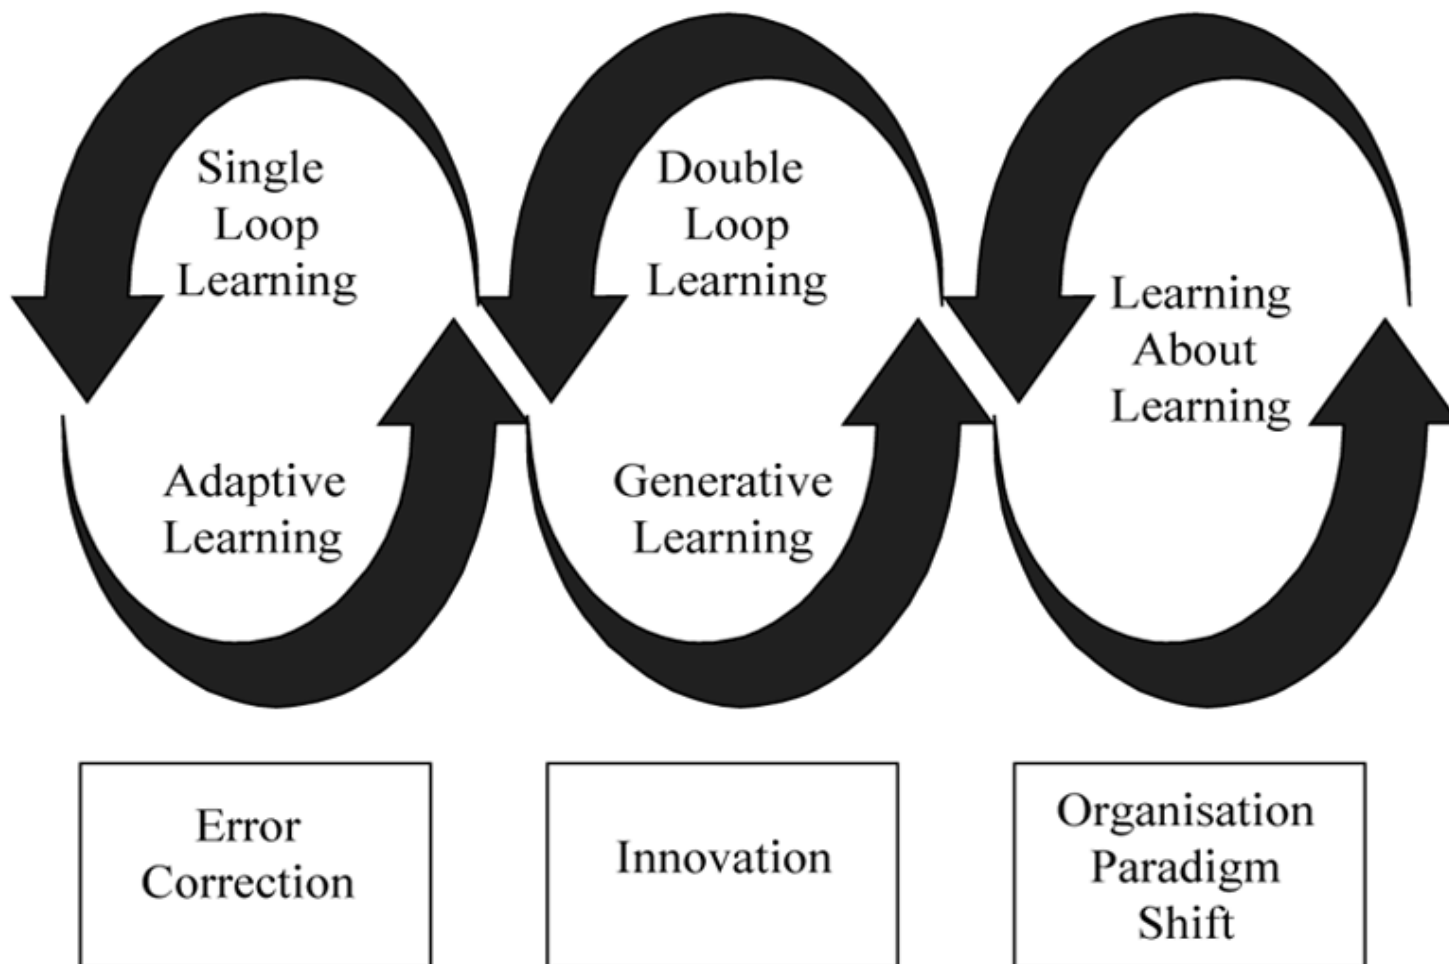 Single
Loop
Learning
Adaptive
Learning
Double
Loop
Learning
Generative
Learning
Learning
About
Learning
Error
Correction
Innovation
Organisation
Paradigm
Shift